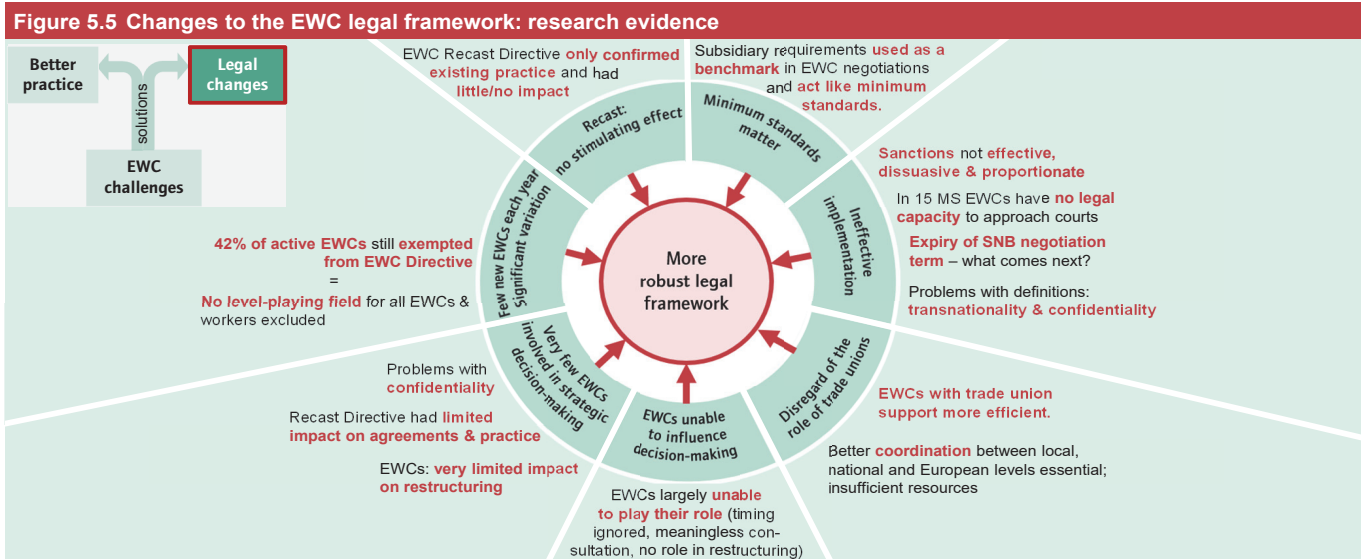 Figure 5.5 Changes to the EWC legal framework: research evidence
Better
practice
Legal
changes
solutions
EWC
challenges
EWC Recast Directive only confirmed
existing practice and had
little/no impact
Subsidiary requirements used as a
benchmark in EWC negotiations
and act like minimum
standards.
Recast:
no stimulating effect
Minimum standards
matter
Sanctions not effective,
dissuasive & proportionate
In 15 MS EWCs have no legal
capacity to approach courts
Expiry of SNB negotiation
term – what comes next?
Problems with definitions:
transnationality & confidentiality
Ineffective
implementation
Few new EWCs each year
Significant variation
42% of active EWCs still exempted
from EWC Directive
=
No level-playing field for all EWCs &
workers excluded
More
robust legal
framework
Very few EWCs
involved in strategic
decision-making
Problems with
confidentiality
Recast Directive had limited
impact on agreements & practice
EWCs: very limited impact
on restructuring
EWCs unable
to influence
decision-making
Disregard of the
role of trade unions
EWCs with trade union
support more efficient.
Better coordination between local,
national and European levels essential;
insufficient resources
EWCs largely unable
to play their role (timing
ignored, meaningless con-
sultation, no role in restructuring)